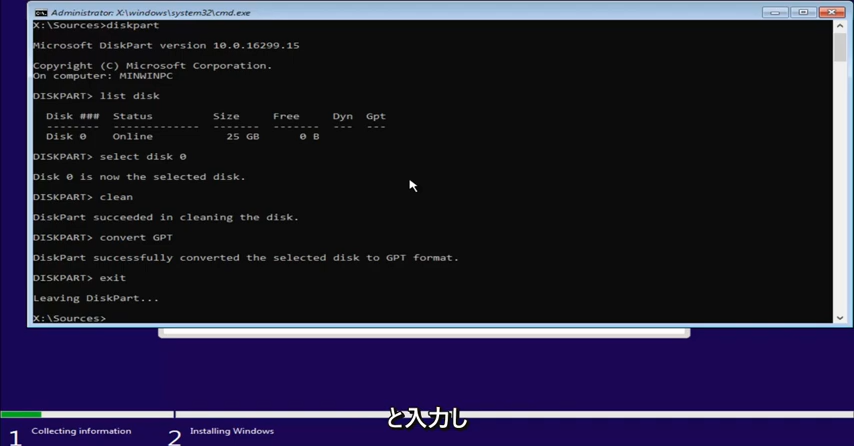 Administrator: X:\windows\system32\cmd.exe
X:\Sources>diskpart
Microsoft DiskPart version 10.0.16299.15
Copyright (C) Microsoft Corporation.
On computer: MINWINPC
DISKPART> list disk
Disk ### Status Size Free Dyn Gpt
-------- ------------- ------- ------- --- ---
Disk 0 Online 25 GB 0 B
DISKPART> select disk 0
Disk 0 is now the selected disk.
DISKPART> clean
DiskPart succeeded in cleaning the disk.
DISKPART> convert GPT
DiskPart successfully converted the selected disk to GPT format.
DISKPART> exit
Leaving DiskPart...
X:\Sources>
と入力し
1 Collecting information 2 Installing Windows